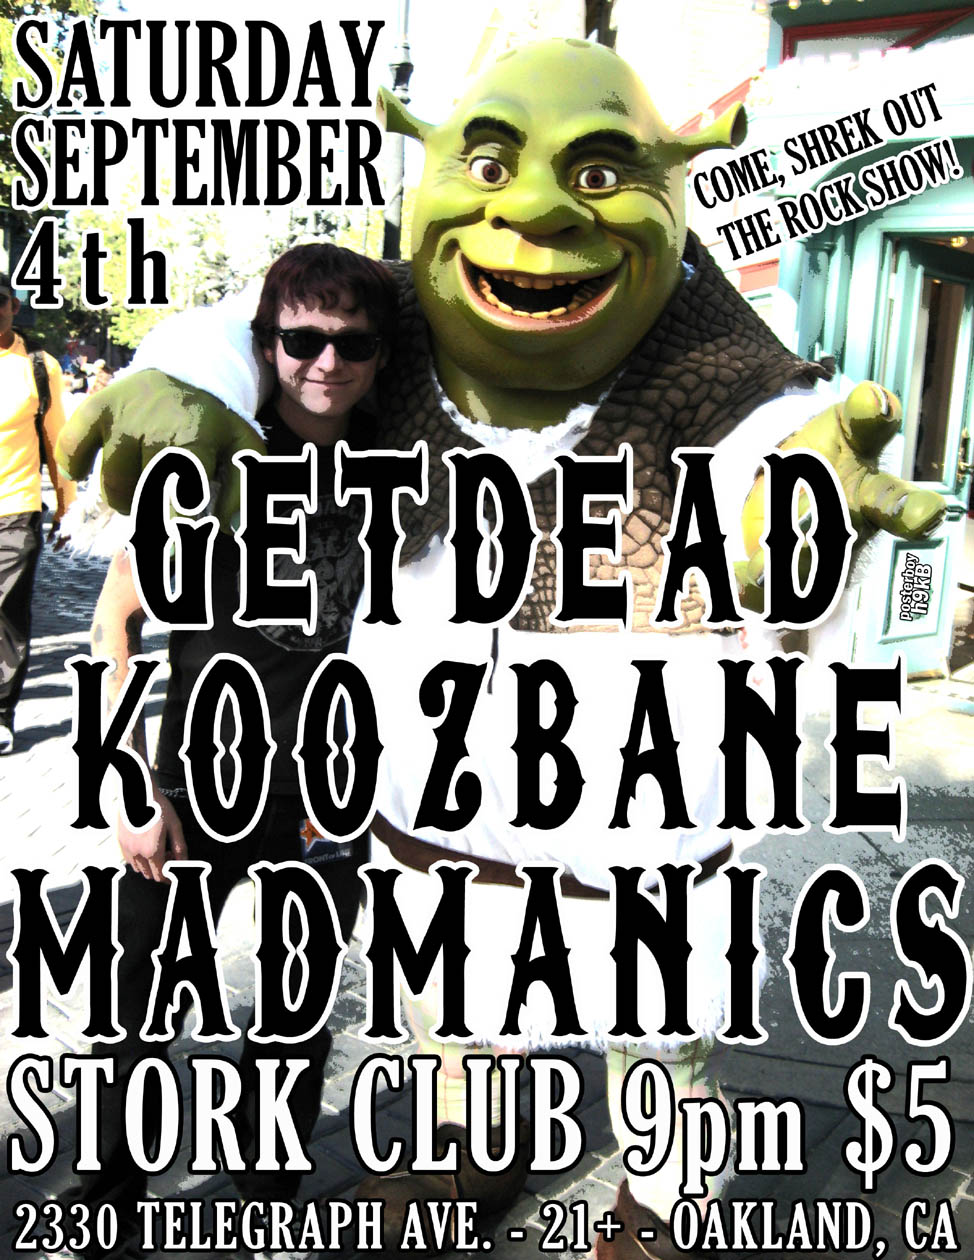 SATURDAY
SEPTEMBER
4th
COME, SHREK OUT
THE ROCK SHOW!
GETDEAD
posterboy
h9kB
KOOZBANE
MADMANICS
STORK CLUB 9pm $5
2330 TELEGRAPH AVE. - 21+ - OAKLAND, CA